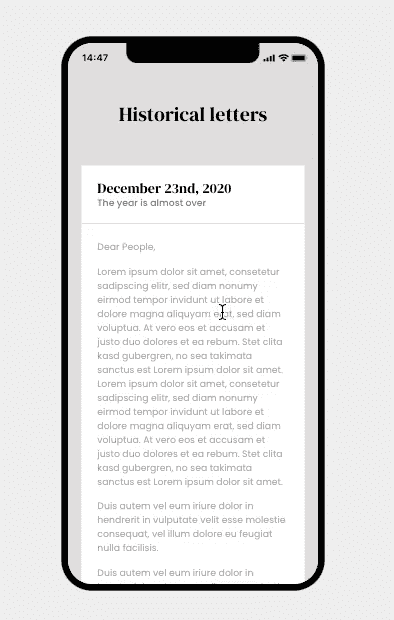 14:47
Historical letters
December 23nd, 2020
The year is almost over
Dear People,
Lorem ipsum dolor sit amet, consetetur
sadipscing elitr, sed diam nonumy
eirmod tempor invidunt ut labore et
dolore magna aliquyam erat, sed diam
voluptua. At vero eos et accusam et
justo duo dolores et ea rebum. Stet clita
kasd gubergren, no sea takimata
sanctus est Lorem ipsum dolor sit amet.
Lorem ipsum dolor sit amet, consetetur
sadipscing elitr, sed diam nonumy
eirmod tempor invidunt ut labore et
dolore magna aliquyam erat, sed diam
voluptua. At vero eos et accusam et
justo duo dolores et ea rebum. Stet clita
kasd gubergren, no sea takimata
sanctus est Lorem ipsum dolor sit amet.
Duis autem vel eum iriure dolor in
hendrerit in vulputate velit esse molestie
consequat, vel illum dolore eu feugiat
nulla facilisis.
Duis autem vel eum iriure dolor in